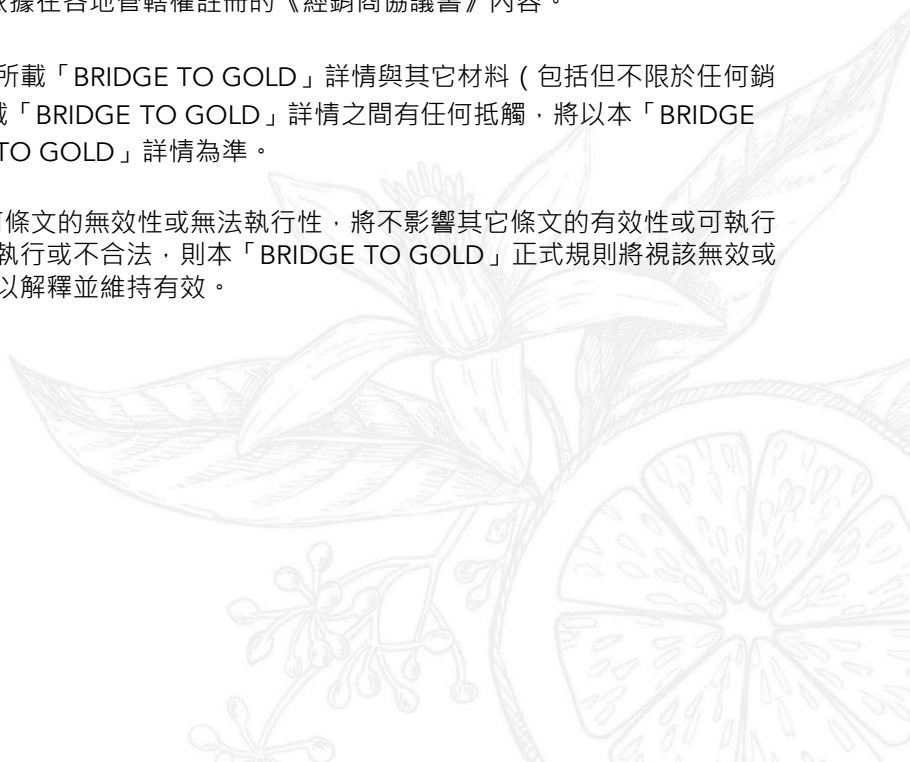 依據在各地管轄權註冊的《經銷商協議書》內容。
所載「BRIDGE TO GOLD」詳情與其它材料（包括但不限於任何銷
「BRIDGE TO GOLD」詳情之間有任何抵觸，將以本「BRIDGE
TO GOLD」詳情為準。
條文的無效性或無法執行性，將不影響其它條文的有效性或可執行
執行或不合法，則本「BRIDGE TO GOLD」正式規則將視該無效或
以解釋並維持有效。